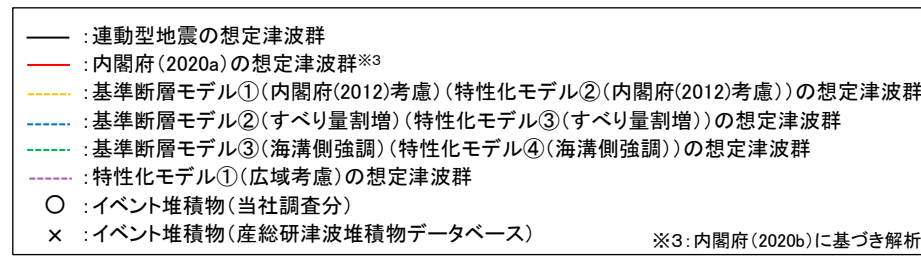 ：連動型地震の想定津波群
：内閣府（2020a）の想定津波群※3
：基準断層モデル①（内閣府(2012)考慮）（特性化モデル②（内閣府(2012)考慮））の想定津波群
：基準断層モデル②（すべり量割増）（特性化モデル③（すべり量割増））の想定津波群
：基準断層モデル③（海溝側強調）（特性化モデル④（海溝側強調））の想定津波群
：特性化モデル①（広域考慮）の想定津波群
○：イベント堆積物（当社調査分）
×：イベント堆積物（産総研津波堆積物データベース）
※3：内閣府（2020b）に基づき解析